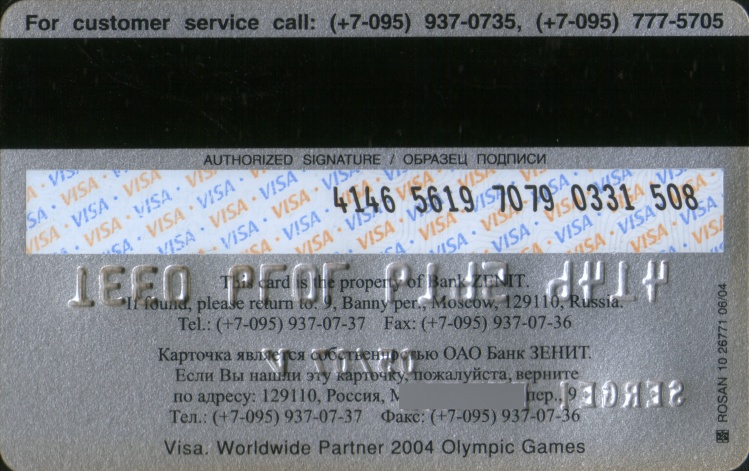 For customer service call: (+7-095) 937-0735, (+7-095) 777-5705
AUTHORIZED SIGNATURE / ОБРАЗЕЦ ПОДПИСИ
4146 5619 7079 0331 508
This card is the property of Bank ZENIT.
If found, please return to: 9, Banny per., Moscow, 129110, Russia.
Tel.: (+7-095) 937-07-37 Fax: (+7-095) 937-07-36
Карточка является собственностью ОАО Банк ЗЕНИТ.
Если Вы нашли эту карточку, пожалуйста, верните
по адресу: 129110, Россия, пер., 9
Тел.: (+7-095) 937-07-37 Факс: (+7-095) 937-07-36
Visa. Worldwide Partner 2004 Olympic Games
ROSAN 10 26771 06/04